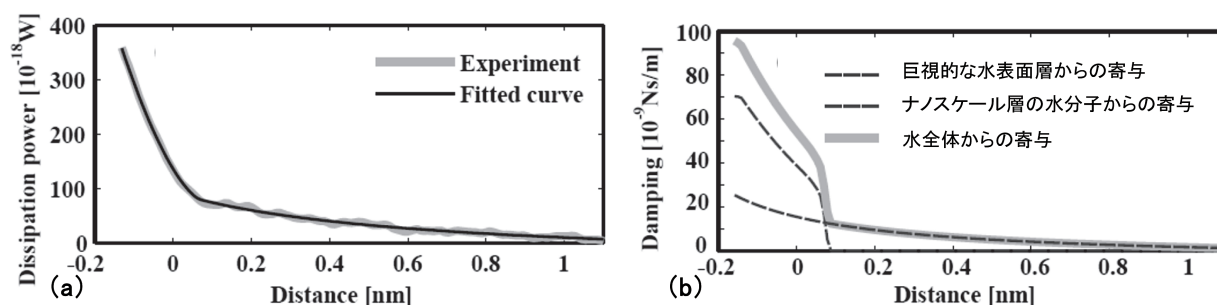 400
300
200
100
0
-0.2
0
0.2
0.4
0.6
0.8
1
Dissipation power [10⁻¹⁸W]
Distance [nm]
Experiment
Fitted curve
(a)
100
80
60
40
20
0
-0.2
0
0.2
0.4
0.6
0.8
1
Damping [10⁻⁹Ns/m]
Distance [nm]
巨視的な水表面層からの寄与
ナノスケール層の水分子からの寄与
水全体からの寄与
(b)